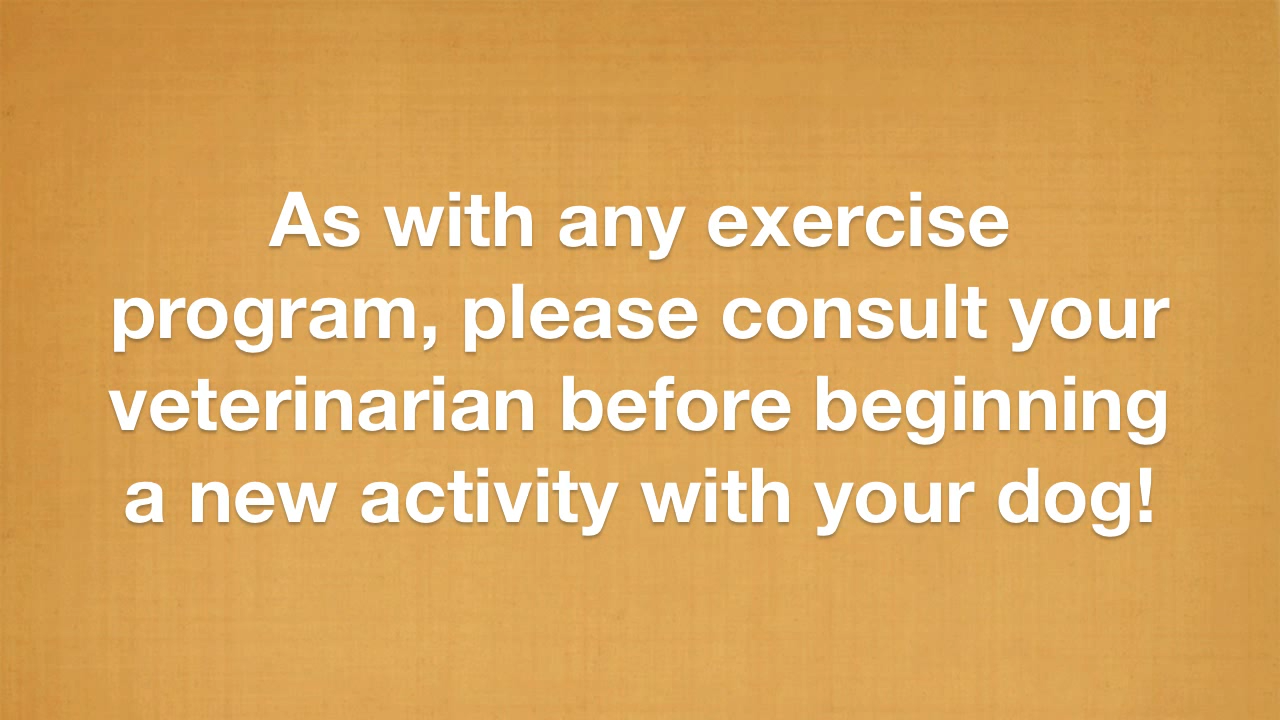 As with any exercise
program, please consult your
veterinarian before beginning
a new activity with your dog!